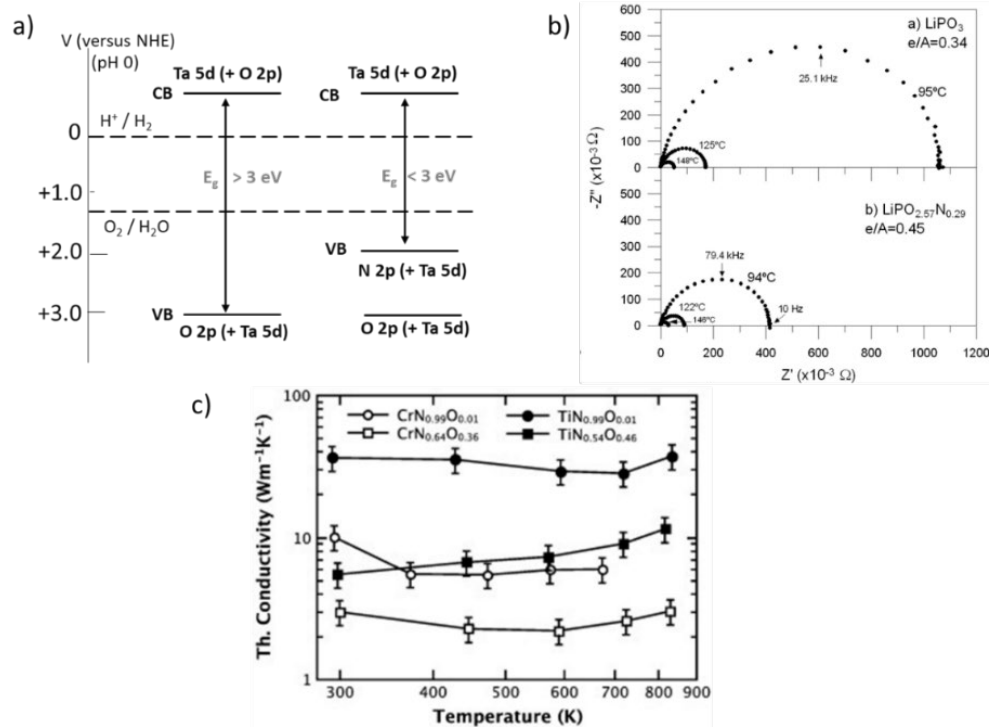 a)
V (versus NHE)
(pH 0)
Ta 5d (+ O 2p)
Ta 5d (+ O 2p)
CB
CB
0
H⁺ / H₂
E_g > 3 eV
E_g < 3 eV
+1.0
O₂ / H₂O
+2.0
VB
N 2p (+ Ta 5d)
+3.0
VB
O 2p (+ Ta 5d)
O 2p (+ Ta 5d)
b)
600
500
400
300
200
100
0
a) LiPO₃
e/A=0.34
25.1 kHz
95ºC
125ºC
148ºC
-Z'' (x10⁻³ Ω)
500
400
300
200
100
0
b) LiPO₂.₅₇N₀.₂₉
e/A=0.45
79.4 kHz
94ºC
10 Hz
122ºC
146ºC
0 200 400 600 800 1000 1200
Z' (x10⁻³ Ω)
c)
100
10
1
CrN₀.₉₉O₀.₀₁
TiN₀.₉₉O₀.₀₁
CrN₀.₆₄O₀.₃₆
TiN₀.₅₄O₀.₄₆
Th. Conductivity (Wm⁻¹K⁻¹)
300 400 500 600 700 800 900
Temperature (K)